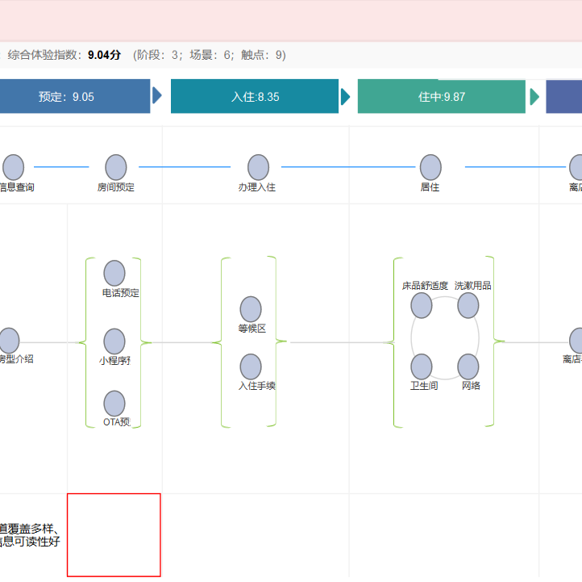 综合体验指数：9.04分 （阶段：3；场景：6；触点：9）
预定：9.05
入住:8.35
住中:9.87
信息查询
房间预定
办理入住
居住
离店
床品舒适度 洗漱用品
电话预定
等候区
房型介绍
小程序预
离店
入住手续
卫生间 网络
OTA预
道覆盖多样、
信息可读性好